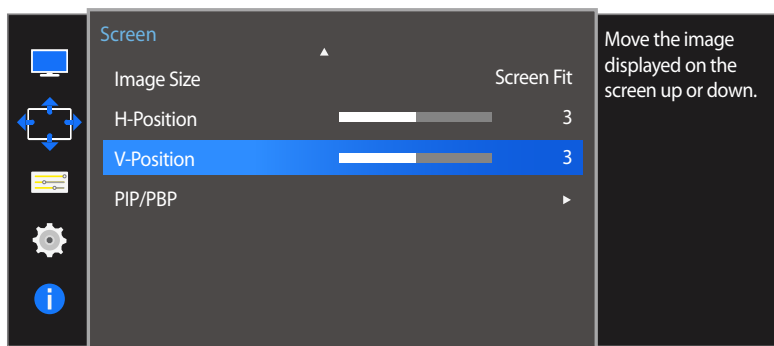 Screen
Image Size Screen Fit
H-Position 3
V-Position 3
PIP/PBP
Move the image
displayed on the
screen up or down.